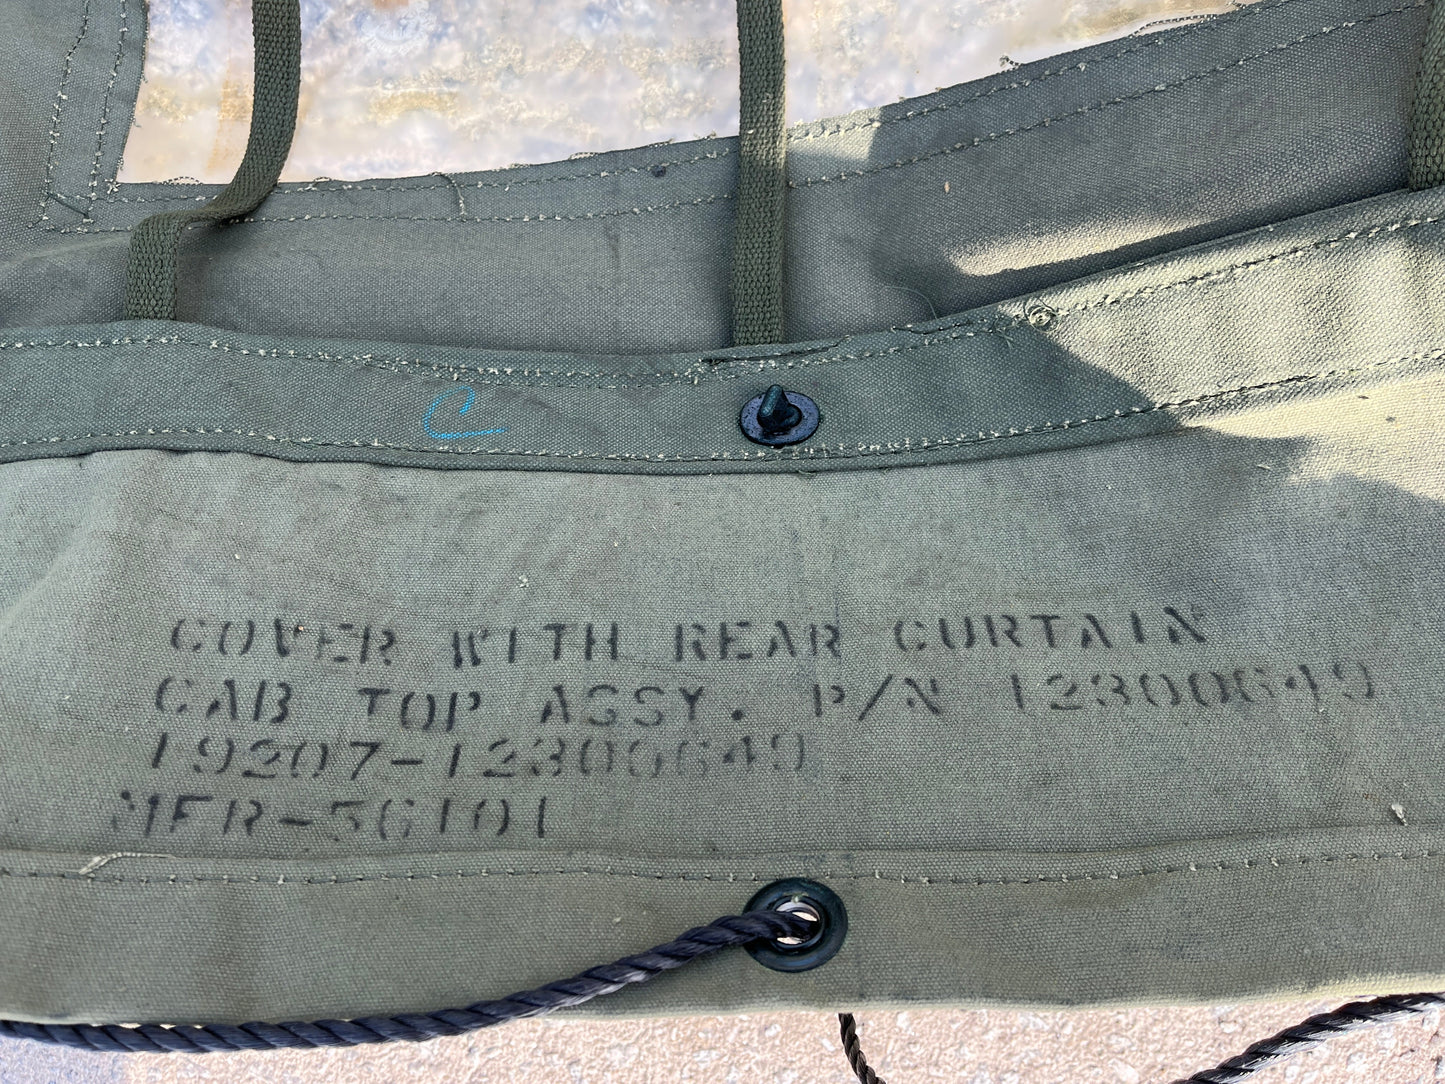 C
COVER WITH REAR CURTAIN
CAB TOP ASSY. P/N 12300649
19207-12300649
MFR-56101